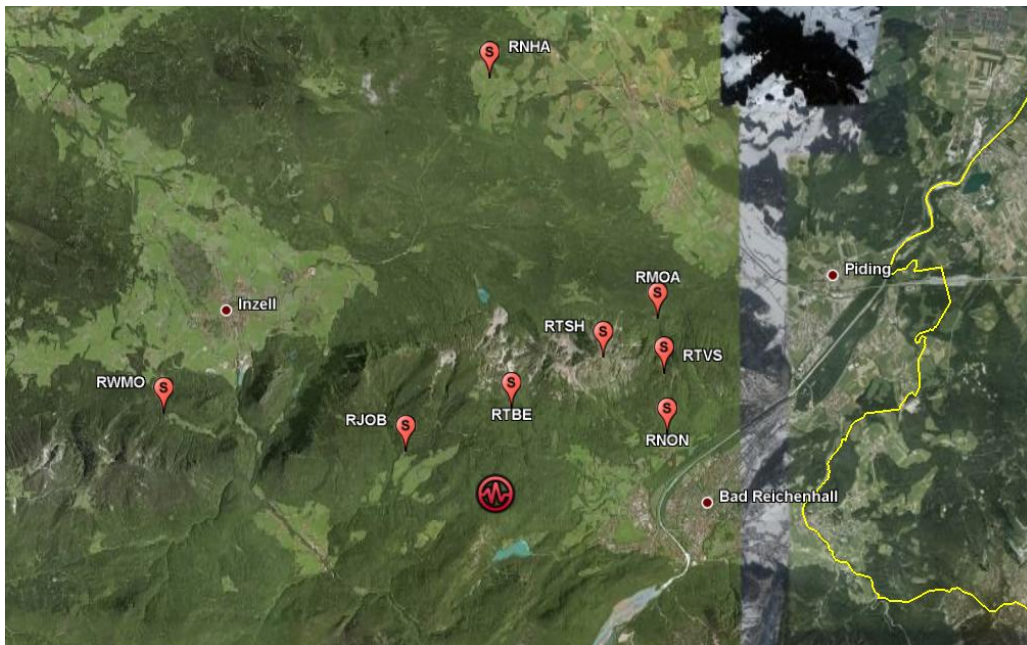 S
RNHA
Piding
S
RMOA
Inzell
S
RTSH
S
RTVS
S
RWMO
S
RTBE
S
RJOB
S
RNON
Bad Reichenhall